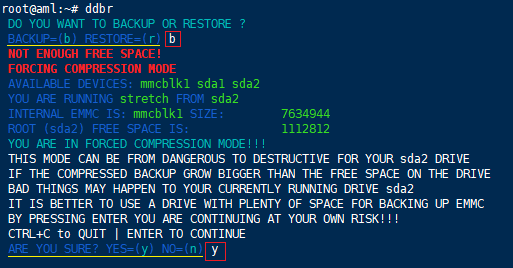 root@aml:~# ddbr
DO YOU WANT TO BACKUP OR RESTORE ?
BACKUP=(b) RESTORE=(r) b
NOT ENOUGH FREE SPACE!
FORCING COMPRESSION MODE
AVAILABLE DEVICES: mmcblk1 sda1 sda2
YOU ARE RUNNING stretch FROM sda2
INTERNAL EMMC IS: mmcblk1 SIZE: 7634944
ROOT (sda2) FREE SPACE IS: 1112812
YOU ARE IN FORCED COMPRESSION MODE!!!
THIS MODE CAN BE FROM DANGEROUS TO DESTRUCTIVE FOR YOUR sda2 DRIVE
IF THE COMPRESSED BACKUP GROW BIGGER THAN THE FREE SPACE ON THE DRIVE
BAD THINGS MAY HAPPEN TO YOUR CURRENTLY RUNNING DRIVE sda2
IT IS BETTER TO USE A DRIVE WITH PLENTY OF SPACE FOR BACKING UP EMMC
BY PRESSING ENTER YOU ARE CONTINUING AT YOUR OWN RISK!!!
CTRL+C to QUIT | ENTER TO CONTINUE
ARE YOU SURE? YES=(y) NO=(n) y